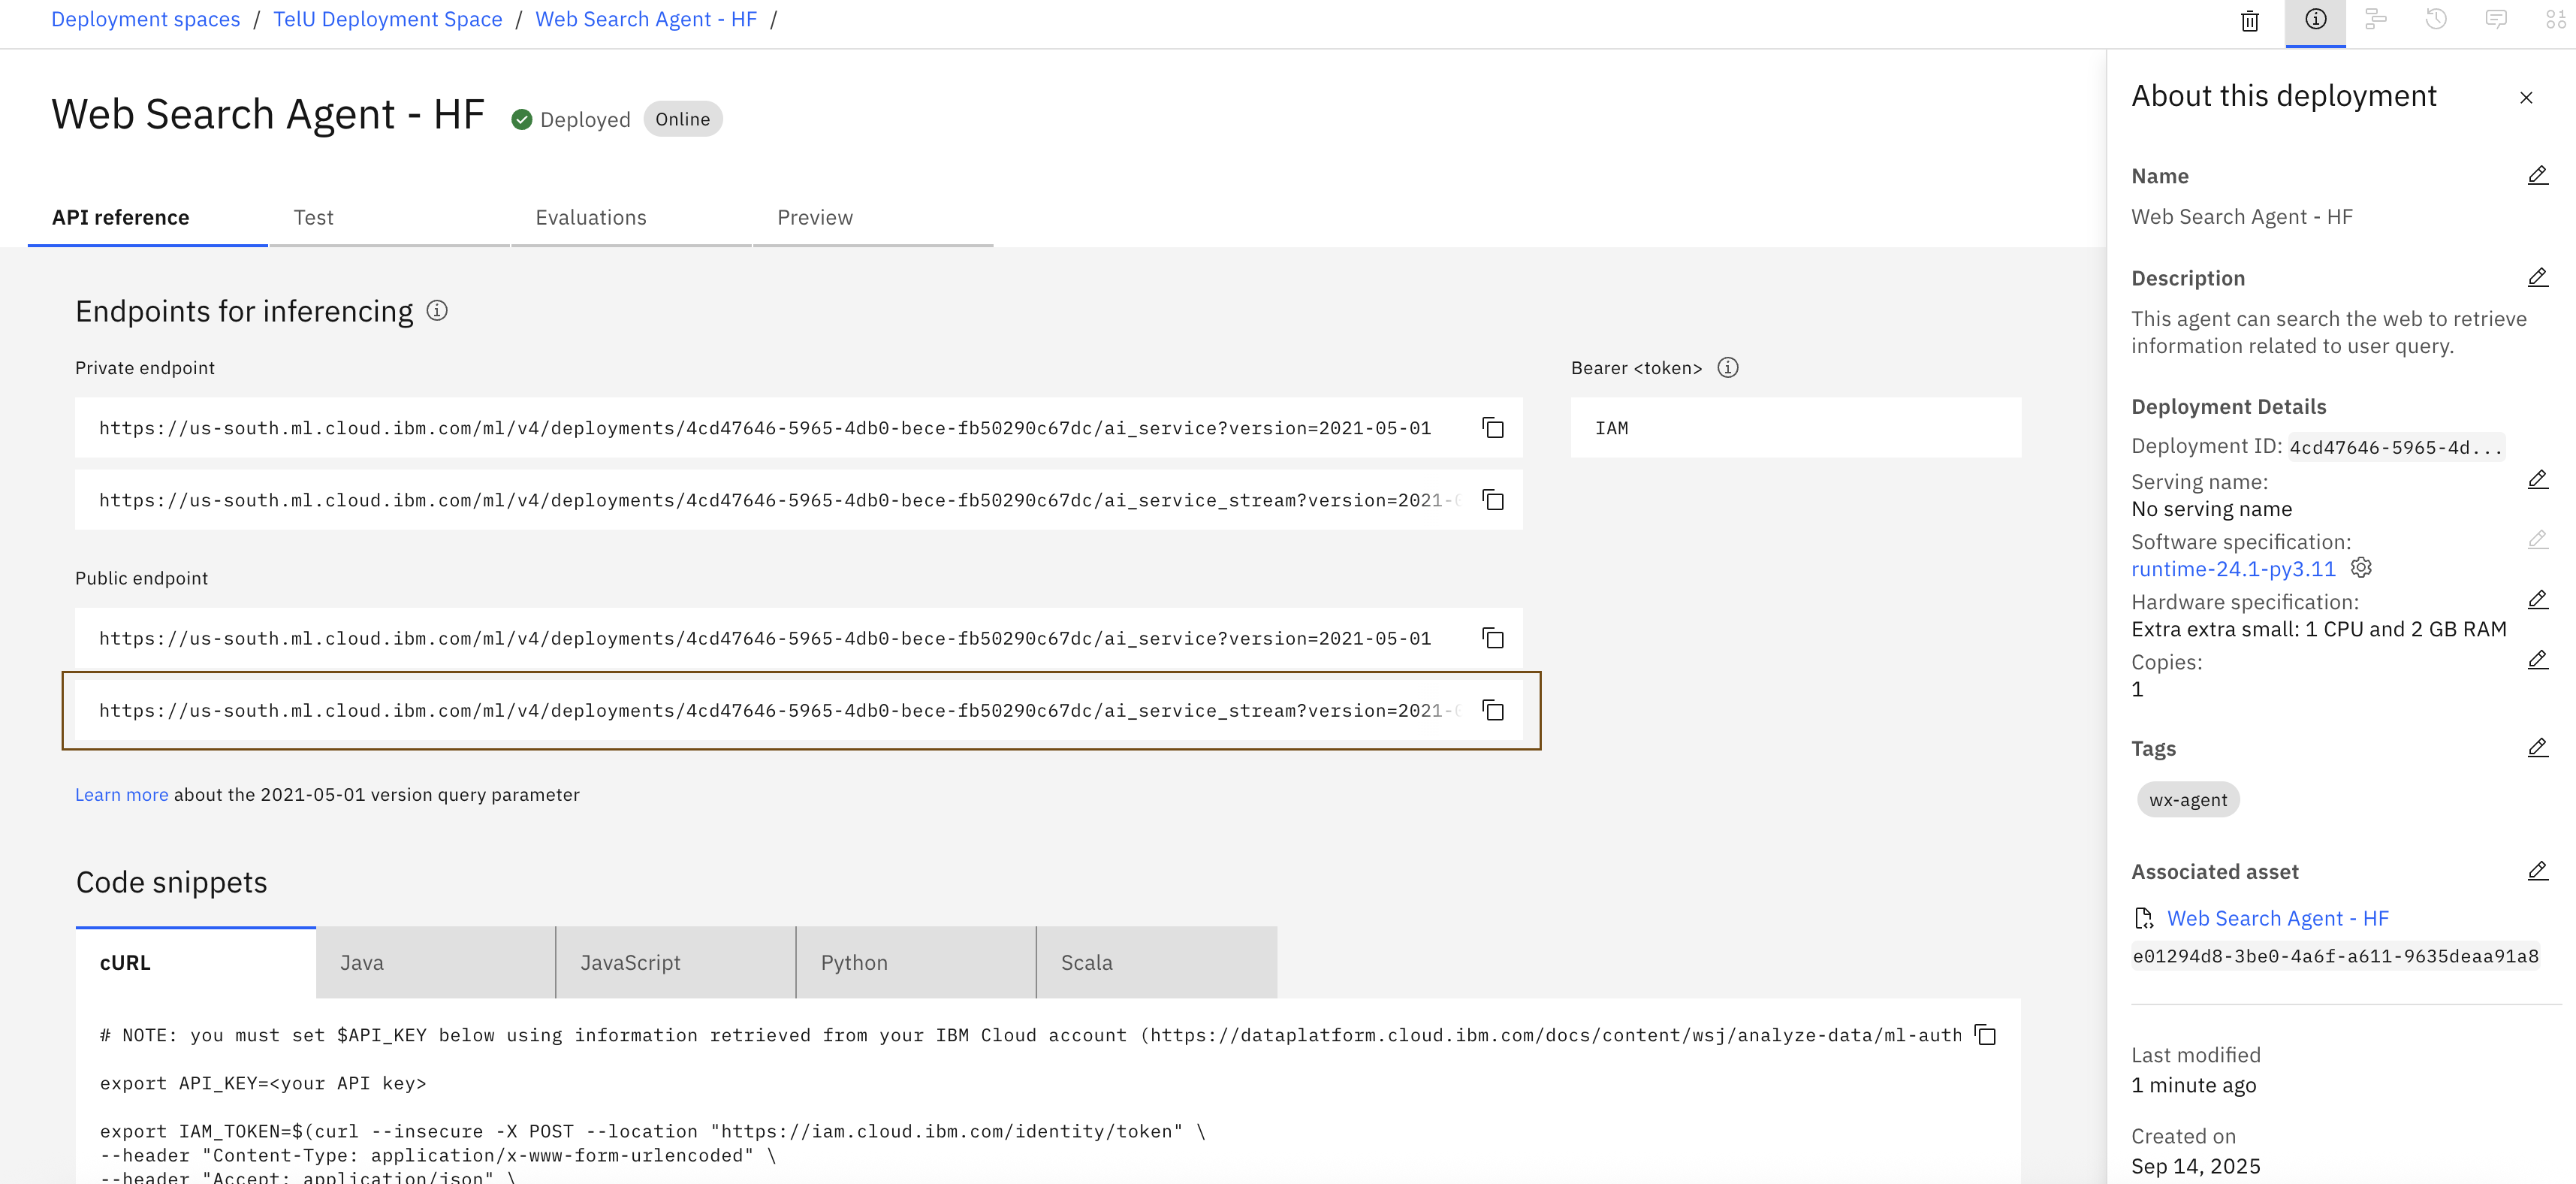 Deployment spaces / TelU Deployment Space / Web Search Agent - HF /
Web Search Agent - HF Deployed Online
API reference Test Evaluations Preview
Endpoints for inferencing
Private endpoint
https://us-south.ml.cloud.ibm.com/ml/v4/deployments/4cd47646-5965-4db0-bece-fb50290c67dc/ai_service?version=2021-05-01
https://us-south.ml.cloud.ibm.com/ml/v4/deployments/4cd47646-5965-4db0-bece-fb50290c67dc/ai_service_stream?version=2021-0
Bearer <token>
IAM
Public endpoint
https://us-south.ml.cloud.ibm.com/ml/v4/deployments/4cd47646-5965-4db0-bece-fb50290c67dc/ai_service?version=2021-05-01
https://us-south.ml.cloud.ibm.com/ml/v4/deployments/4cd47646-5965-4db0-bece-fb50290c67dc/ai_service_stream?version=2021-0
Learn more about the 2021-05-01 version query parameter
Code snippets
cURL Java JavaScript Python Scala
# NOTE: you must set $API_KEY below using information retrieved from your IBM Cloud account (https://dataplatform.cloud.ibm.com/docs/content/wsj/analyze-data/ml-auth
export API_KEY=<your API key>
export IAM_TOKEN=$(curl --insecure -X POST --location "https://iam.cloud.ibm.com/identity/token" \
--header "Content-Type: application/x-www-form-urlencoded" \
--header "Accept: application/json" \
About this deployment
Name
Web Search Agent - HF
Description
This agent can search the web to retrieve
information related to user query.
Deployment Details
Deployment ID: 4cd47646-5965-4d...
Serving name:
No serving name
Software specification:
runtime-24.1-py3.11
Hardware specification:
Extra extra small: 1 CPU and 2 GB RAM
Copies:
1
Tags
wx-agent
Associated asset
Web Search Agent - HF
e01294d8-3be0-4a6f-a611-9635deaa91a8
Last modified
1 minute ago
Created on
Sep 14, 2025